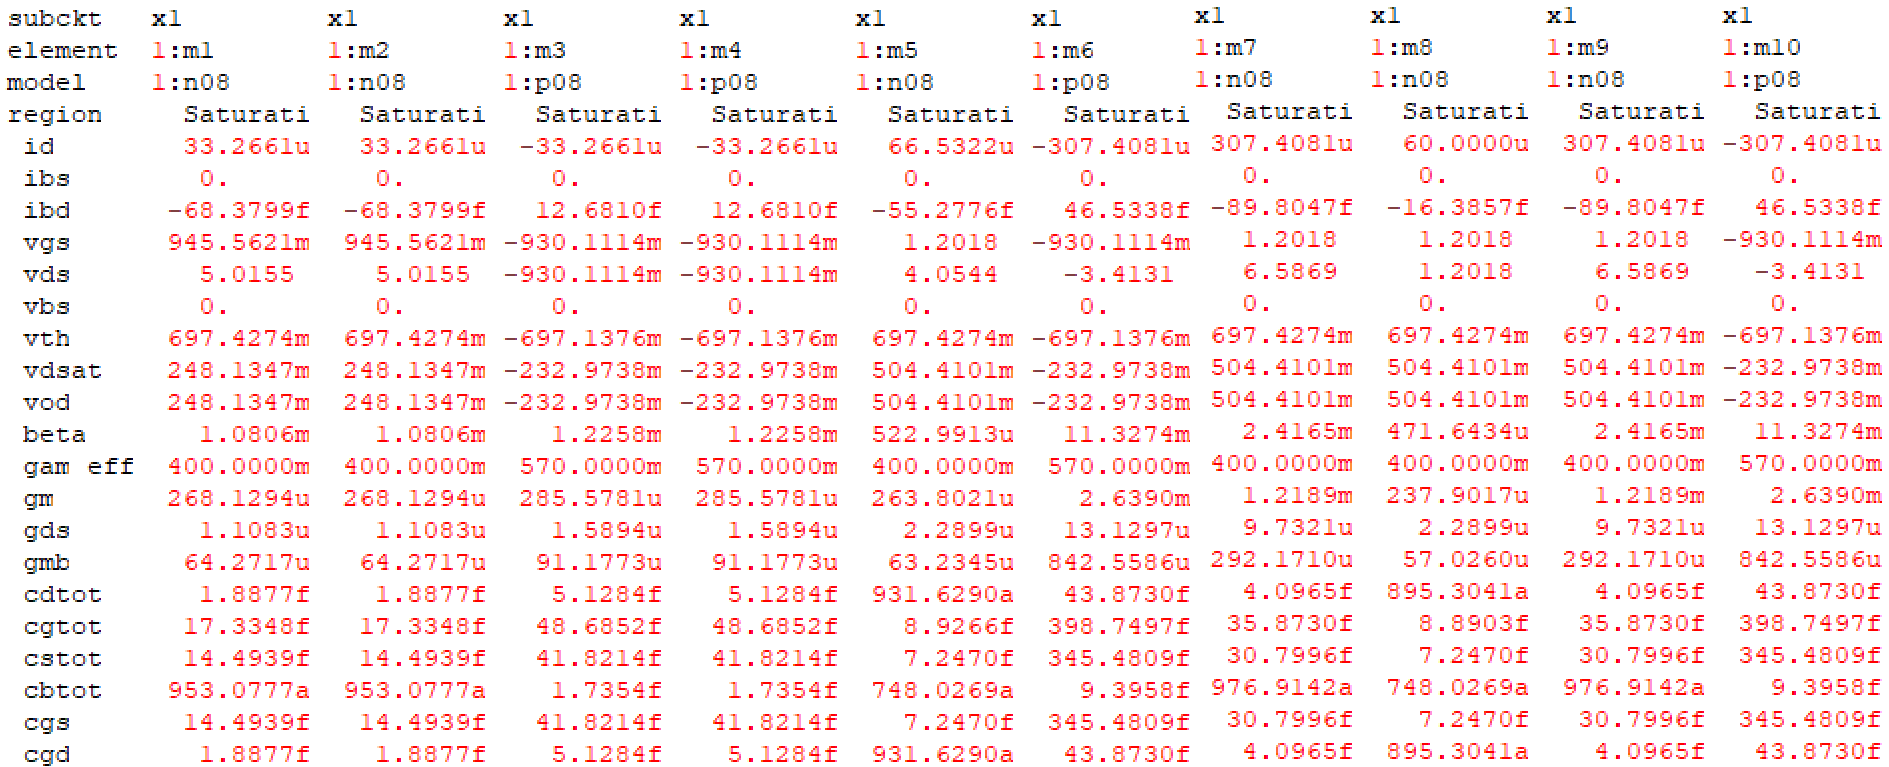 subckt x1 x1 x1 x1 x1 x1 x1 x1 x1 x1
element 1:m1 1:m2 1:m3 1:m4 1:m5 1:m6 1:m7 1:m8 1:m9 1:m10
model 1:n08 1:n08 1:p08 1:p08 1:n08 1:p08 1:n08 1:n08 1:n08 1:p08
region Saturati Saturati Saturati Saturati Saturati Saturati Saturati Saturati Saturati Saturati
id 33.2661u 33.2661u -33.2661u -33.2661u 66.5322u -307.4081u 307.4081u 60.0000u 307.4081u -307.4081u
ibs 0. 0. 0. 0. 0. 0. 0. 0. 0. 0.
ibd -68.3799f -68.3799f 12.6810f 12.6810f -55.2776f 46.5338f -89.8047f -16.3857f -89.8047f 46.5338f
vgs 945.5621m 945.5621m -930.1114m -930.1114m 1.2018 -930.1114m 1.2018 1.2018 1.2018 -930.1114m
vds 5.0155 5.0155 -930.1114m -930.1114m 4.0544 -3.4131 6.5869 1.2018 6.5869 -3.4131
vbs 0. 0. 0. 0. 0. 0. 0. 0. 0. 0.
vth 697.4274m 697.4274m -697.1376m -697.1376m 697.4274m -697.1376m 697.4274m 697.4274m 697.4274m -697.1376m
vdsat 248.1347m 248.1347m -232.9738m -232.9738m 504.4101m -232.9738m 504.4101m 504.4101m 504.4101m -232.9738m
vod 248.1347m 248.1347m -232.9738m -232.9738m 504.4101m -232.9738m 504.4101m 504.4101m 504.4101m -232.9738m
beta 1.0806m 1.0806m 1.2258m 1.2258m 522.9913u 11.3274m 2.4165m 471.6434u 2.4165m 11.3274m
gam eff 400.0000m 400.0000m 570.0000m 570.0000m 400.0000m 570.0000m 400.0000m 400.0000m 400.0000m 570.0000m
gm 268.1294u 268.1294u 285.5781u 285.5781u 263.8021u 2.6390m 1.2189m 237.9017u 1.2189m 2.6390m
gds 1.1083u 1.1083u 1.5894u 1.5894u 2.2899u 13.1297u 9.7321u 2.2899u 9.7321u 13.1297u
gmb 64.2717u 64.2717u 91.1773u 91.1773u 63.2345u 842.5586u 292.1710u 57.0260u 292.1710u 842.5586u
cdtot 1.8877f 1.8877f 5.1284f 5.1284f 931.6290a 43.8730f 4.0965f 895.3041a 4.0965f 43.8730f
cgtot 17.3348f 17.3348f 48.6852f 48.6852f 8.9266f 398.7497f 35.8730f 8.8903f 35.8730f 398.7497f
cstot 14.4939f 14.4939f 41.8214f 41.8214f 7.2470f 345.4809f 30.7996f 7.2470f 30.7996f 345.4809f
cbtot 953.0777a 953.0777a 1.7354f 1.7354f 748.0269a 9.3958f 976.9142a 748.0269a 976.9142a 9.3958f
cgs 14.4939f 14.4939f 41.8214f 41.8214f 7.2470f 345.4809f 30.7996f 7.2470f 30.7996f 345.4809f
cgd 1.8877f 1.8877f 5.1284f 5.1284f 931.6290a 43.8730f 4.0965f 895.3041a 4.0965f 43.8730f